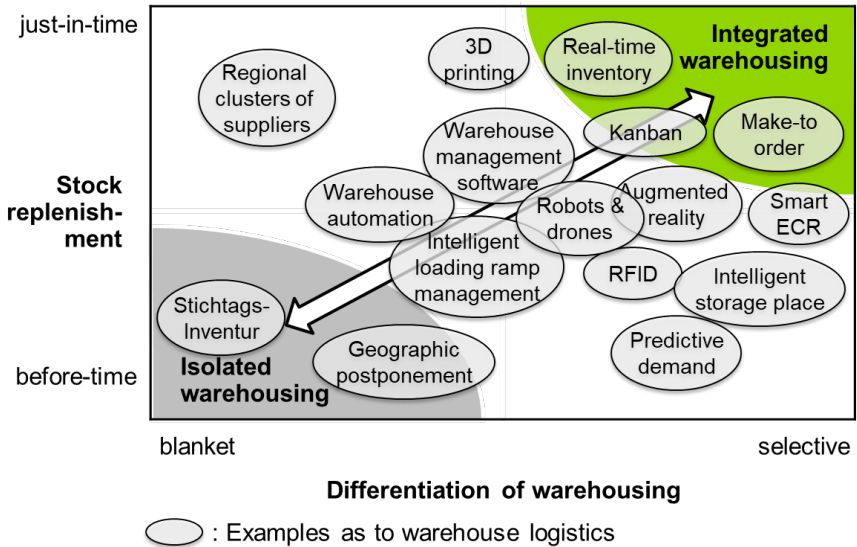 just-in-time
Stock
replenish-
ment
before-time
Regional
clusters of
suppliers
3D
printing
Real-time
inventory
Integrated
warehousing
Warehouse
management
software
Kanban
Make-to
order
Warehouse
automation
Robots &
drones
Augmented
reality
Smart
ECR
Intelligent
loading ramp
management
RFID
Intelligent
storage place
Stichtags-
Inventur
Geographic
postponement
Predictive
demand
Isolated
warehousing
blanket
selective
Differentiation of warehousing
: Examples as to warehouse logistics